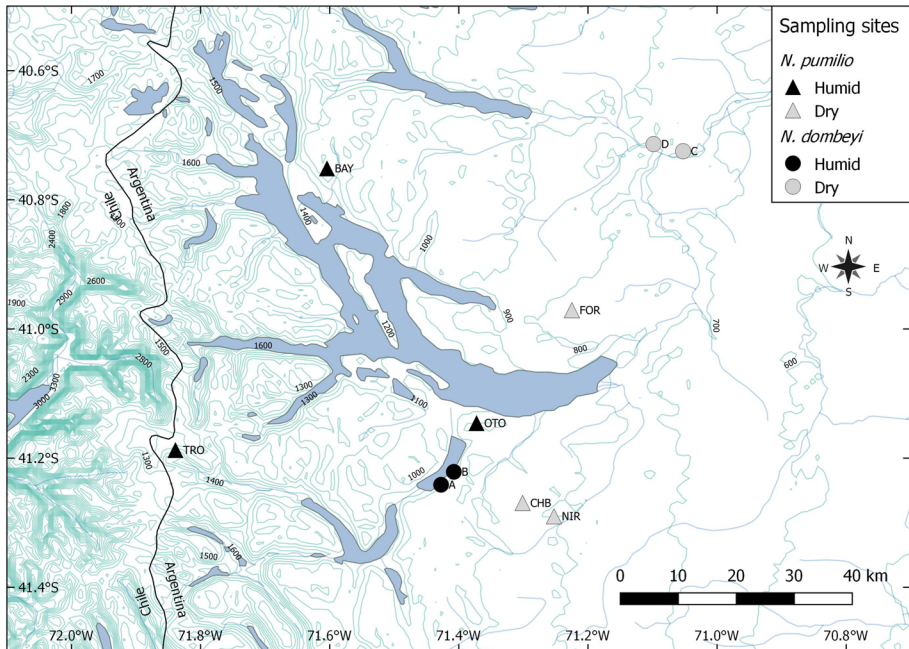 Sampling sites
N. pumilio
Humid
Dry
N. dombeyi
Humid
Dry
40.6°S
40.8°S
41.0°S
41.2°S
41.4°S
72.0°W
71.8°W
71.6°W
71.4°W
71.2°W
71.0°W
70.8°W
1700
1500
1600
BAY
D
C
Argentina
Chile
1800
2400
1400
1000
N
W
E
S
1900
2900
2600
900
FOR
700
1200
1500
800
600
1600
2800
2300
3300
3000
1300
1300
1100
OTO
TRO
1300
1400
1000
B
A
CHB
NIR
1500
1600
Chile
Argentina
0
10
20
30
40 km